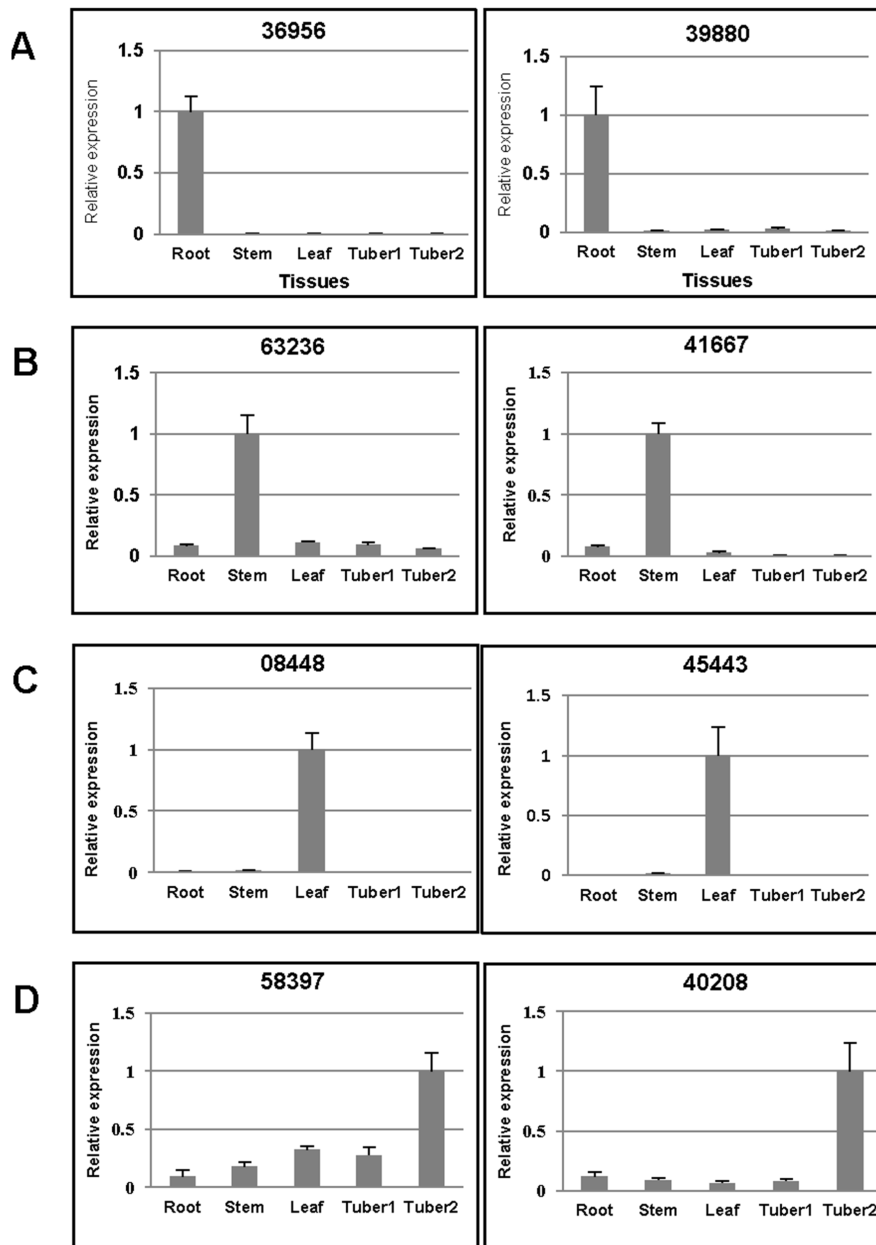 A
36956
Relative expression
1.5
1
0.5
0
Root Stem Leaf Tuber1 Tuber2
Tissues
39880
Relative expression
1.5
1
0.5
0
Root Stem Leaf Tuber1 Tuber2
Tissues
B
63236
Relative expression
1.5
1
0.5
0
Root Stem Leaf Tuber1 Tuber2
41667
Relative expression
1.5
1
0.5
0
Root Stem Leaf Tuber1 Tuber2
C
08448
Relative expression
1.5
1
0.5
0
Root Stem Leaf Tuber1 Tuber2
45443
Relative expression
1.5
1
0.5
0
Root Stem Leaf Tuber1 Tuber2
D
58397
Relative expression
1.5
1
0.5
0
Root Stem Leaf Tuber1 Tuber2
40208
Relative expression
1.5
1
0.5
0
Root Stem Leaf Tuber1 Tuber2